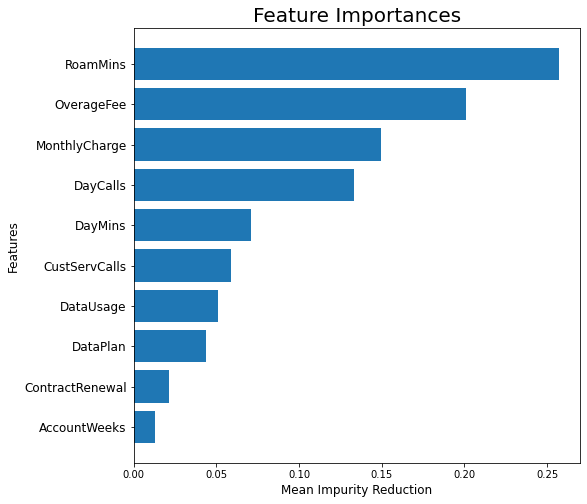 Feature Importances
RoamMins
OverageFee
MonthlyCharge
DayCalls
DayMins
CustServCalls
DataUsage
DataPlan
ContractRenewal
AccountWeeks
Features
0.00 0.05 0.10 0.15 0.20 0.25
Mean Impurity Reduction